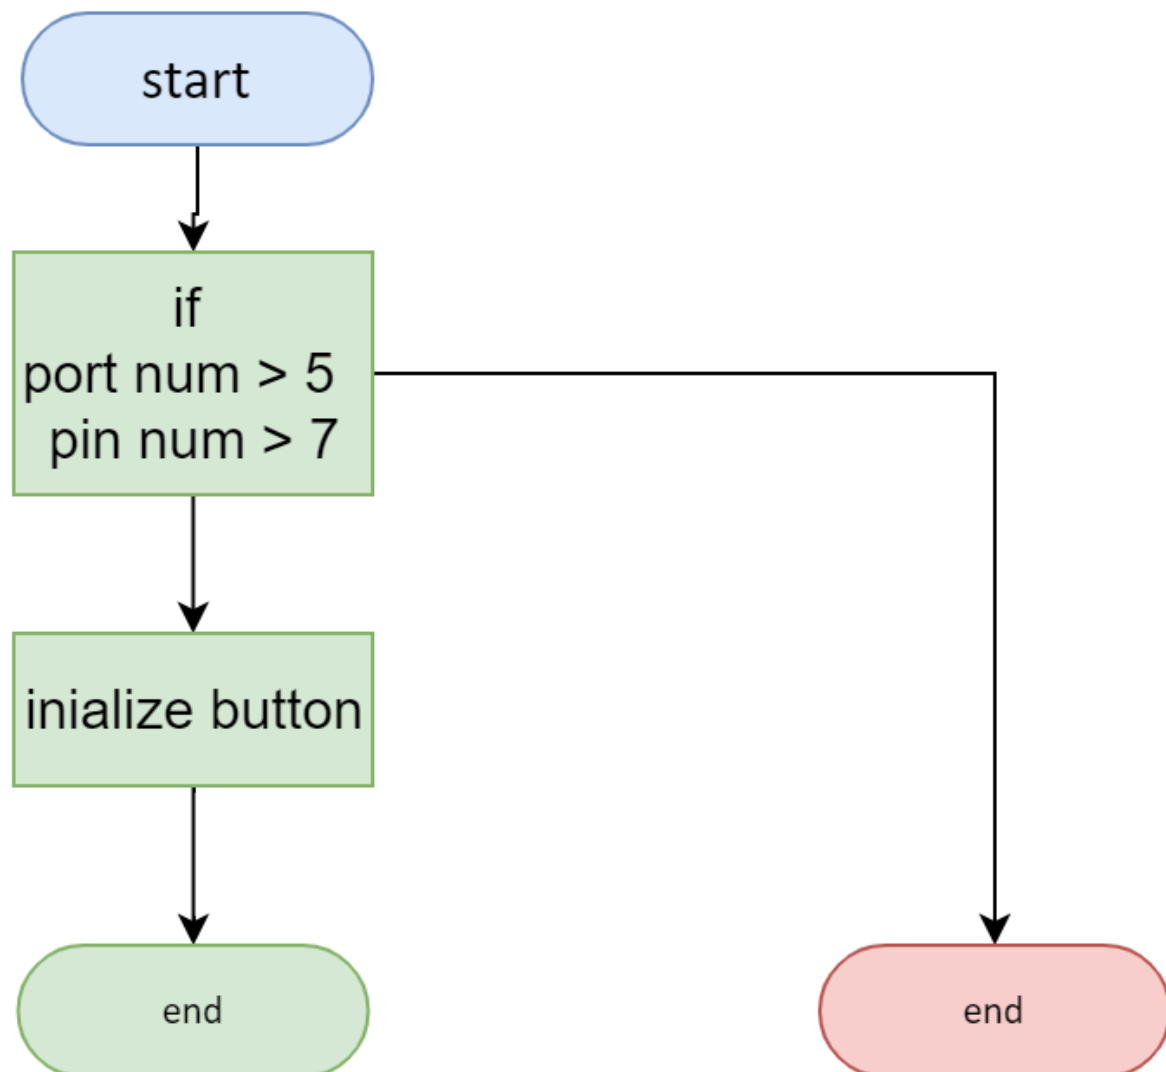 start
if
port num > 5
pin num > 7
inialize button
end
end